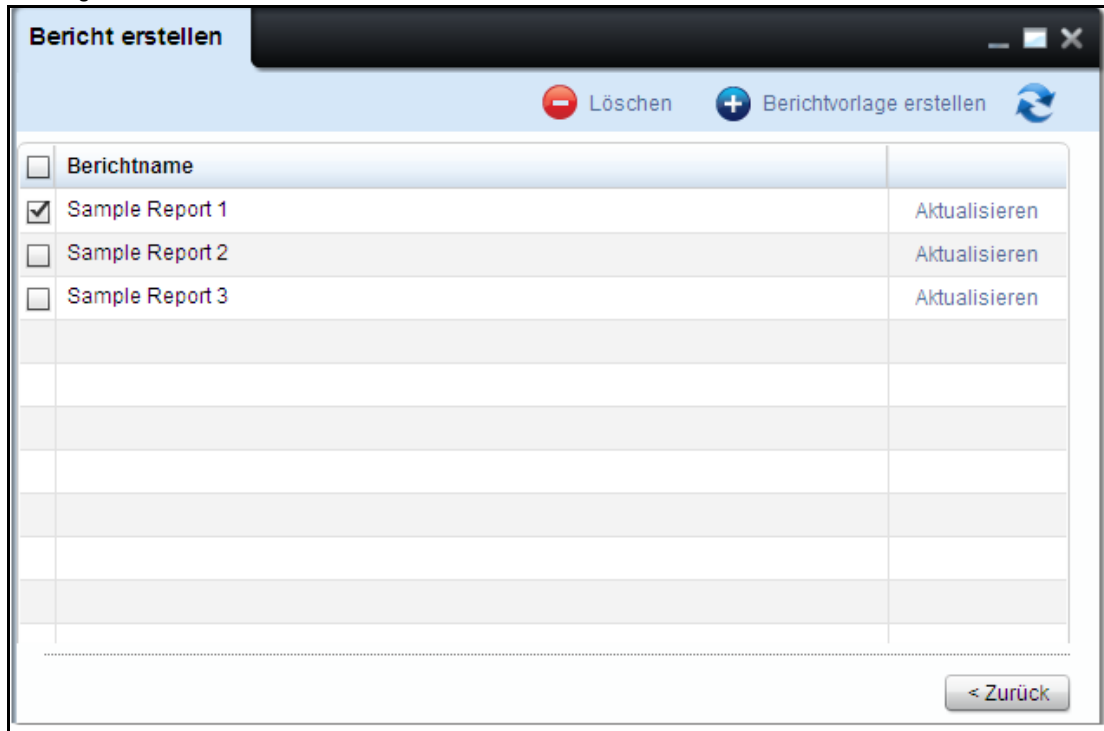 Bericht erstellen
Löschen Berichtvorlage erstellen
Berichtname
Sample Report 1 Aktualisieren
Sample Report 2 Aktualisieren
Sample Report 3 Aktualisieren
< Zurück